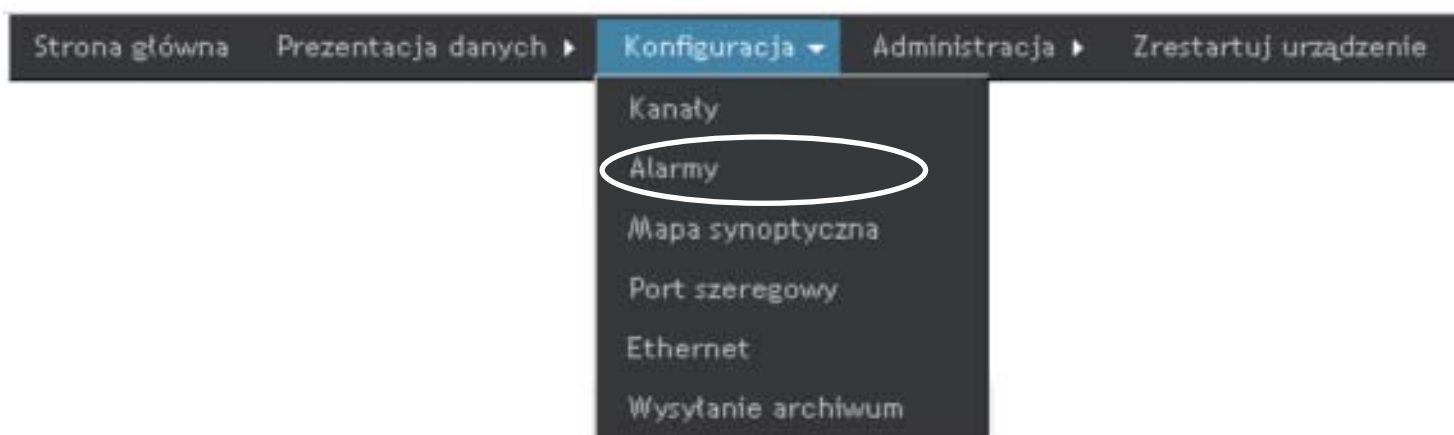 Strona główna Prezentacja danych Konfiguracja Administracja Zrestartuj urządzenie
Kanały
Alarmy
Mapa synoptyczna
Port szeregowy
Ethernet
Wysyłanie archiwum